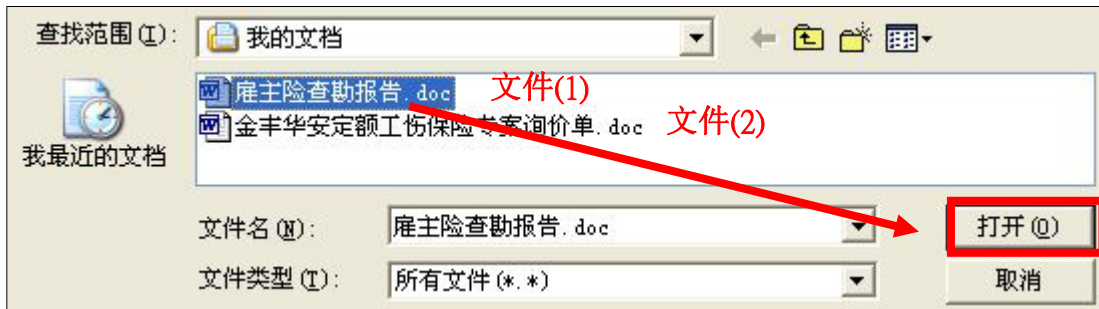 查找范围(I): 我的文档
雇主险查勘报告.doc 文件(1)
金丰华安定额工伤保险专案询价单.doc 文件(2)
我最近的文档
文件名(N): 雇主险查勘报告.doc 打开(O)
文件类型(T): 所有文件(*.*) 取消